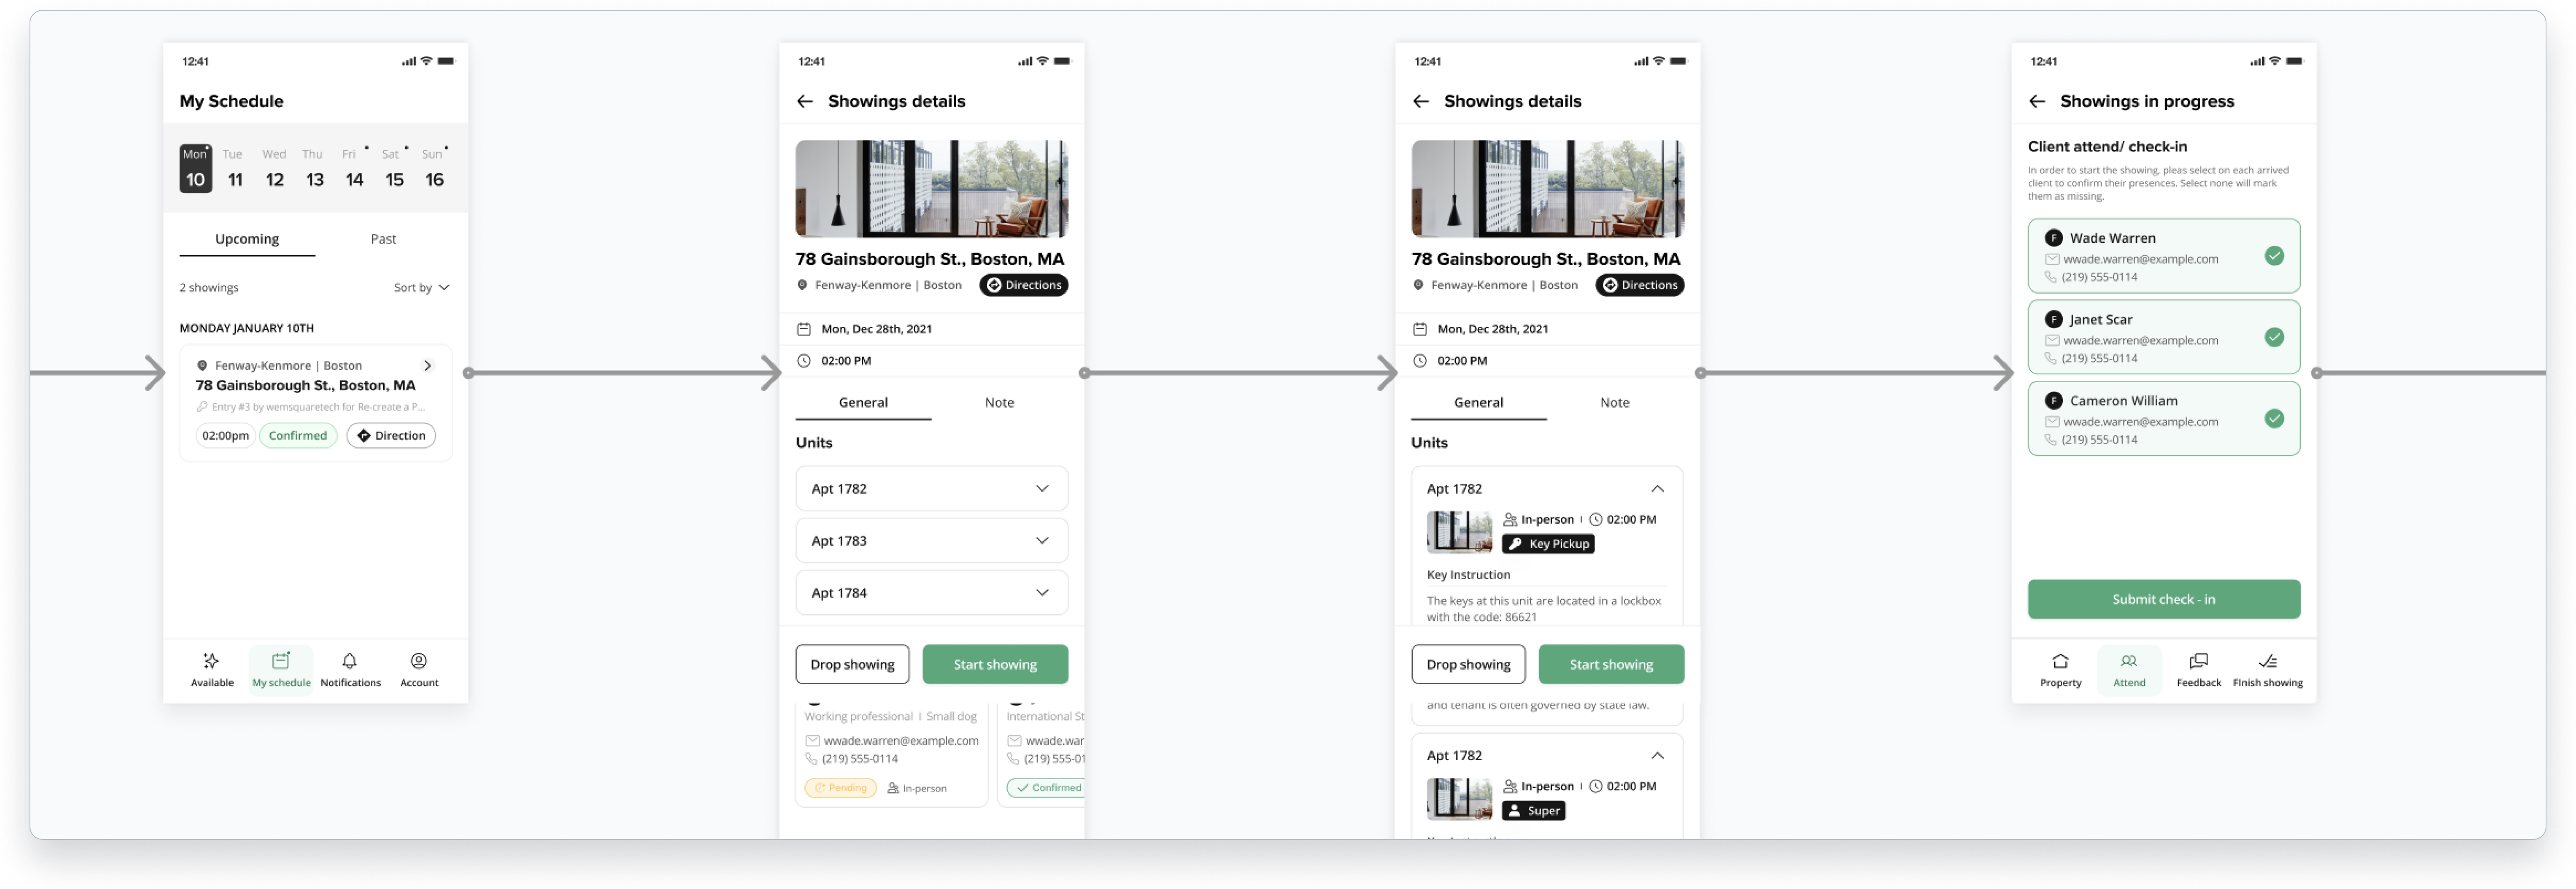 12:41
My Schedule
Mon Tue Wed Thu Fri Sat Sun
10 11 12 13 14 15 16
Upcoming Past
2 showings Sort by
MONDAY JANUARY 10TH
Fenway-Kenmore | Boston
78 Gainsborough St., Boston, MA
Entry #3 by wemsquaretech for Re-create a P...
02:00pm Confirmed Direction
Available My schedule Notifications Account
12:41
Showings details
78 Gainsborough St., Boston, MA
Fenway-Kenmore | Boston Directions
Mon, Dec 28th, 2021
02:00 PM
General Note
Units
Apt 1782
Apt 1783
Apt 1784
Drop showing Start showing
Working professional I Small dog International St
wwade.warren@example.com wwade.war
(219) 555-0114 (219) 555-01
Pending In-person Confirmed
12:41
Showings details
78 Gainsborough St., Boston, MA
Fenway-Kenmore | Boston Directions
Mon, Dec 28th, 2021
02:00 PM
General Note
Units
Apt 1782
In-person I 02:00 PM
Key Pickup
Key Instruction
The keys at this unit are located in a lockbox
with the code: 86621
Drop showing Start showing
and tenant is often governed by state law.
Apt 1782
In-person I 02:00 PM
Super
12:41
Showings in progress
Client attend/ check-in
In order to start the showing, pleas select on each arrived
client to confirm their presences. Select none will mark
them as missing.
F Wade Warren
wwade.warren@example.com
(219) 555-0114
F Janet Scar
wwade.warren@example.com
(219) 555-0114
F Cameron William
wwade.warren@example.com
(219) 555-0114
Submit check - in
Property Attend Feedback FInish showing